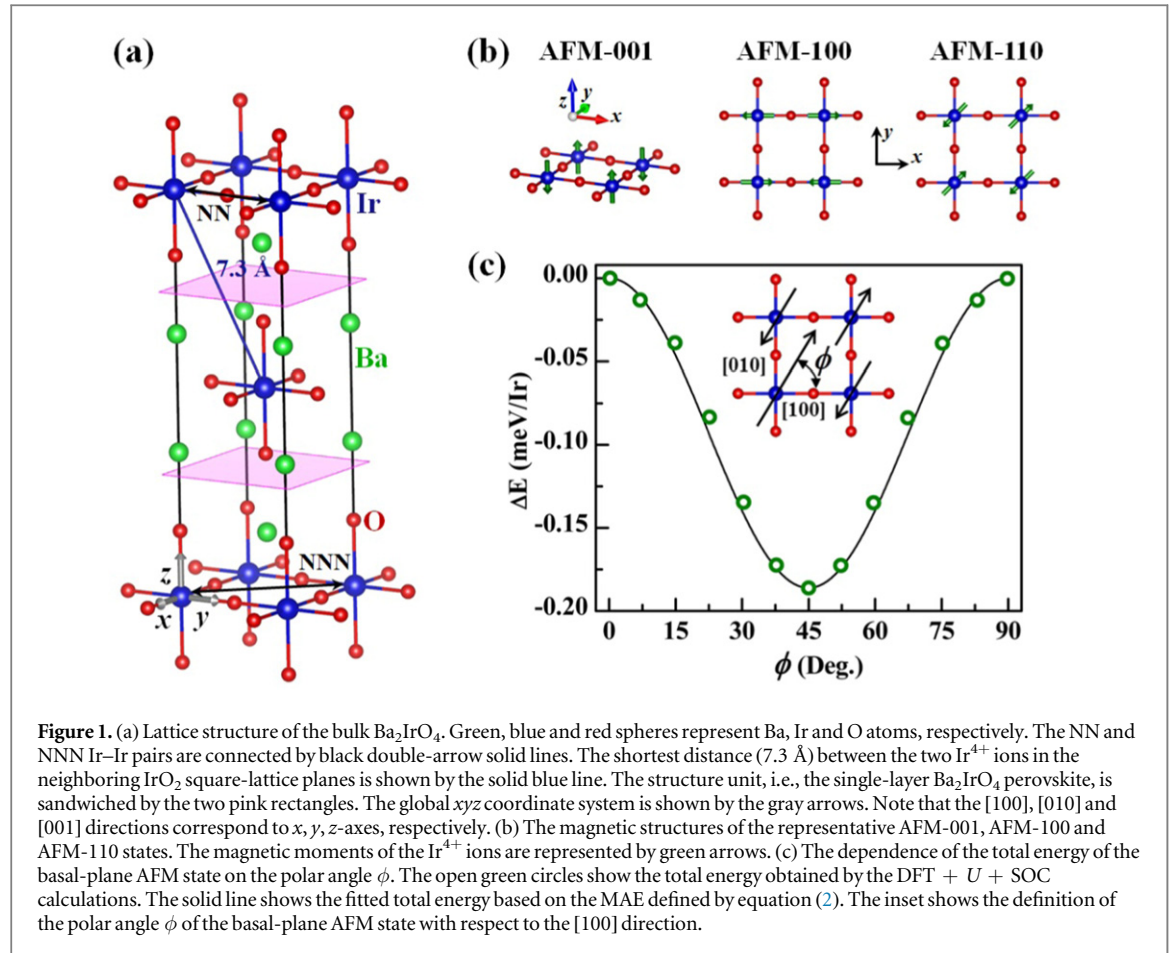 (a)
NN
Ir
7.3 Å
Ba
O
NNN
z
x
y
(b)
AFM-001
AFM-100
AFM-110
z
y
x
y
x
(c)
0.00
-0.05
-0.10
-0.15
-0.20
ΔE (meV/Ir)
[010]
ϕ
[100]
0 15 30 45 60 75 90
ϕ (Deg.)
Figure 1. (a) Lattice structure of the bulk Ba₂IrO₄. Green, blue and red spheres represent Ba, Ir and O atoms, respectively. The NN and
NNN Ir–Ir pairs are connected by black double-arrow solid lines. The shortest distance (7.3 Å) between the two Ir⁴⁺ ions in the
neighboring IrO₂ square-lattice planes is shown by the solid blue line. The structure unit, i.e., the single-layer Ba₂IrO₄ perovskite, is
sandwiched by the two pink rectangles. The global xyz coordinate system is shown by the gray arrows. Note that the [100], [010] and
[001] directions correspond to x, y, z-axes, respectively. (b) The magnetic structures of the representative AFM-001, AFM-100 and
AFM-110 states. The magnetic moments of the Ir⁴⁺ ions are represented by green arrows. (c) The dependence of the total energy of the
basal-plane AFM state on the polar angle ϕ. The open green circles show the total energy obtained by the DFT + U + SOC
calculations. The solid line shows the fitted total energy based on the MAE defined by equation (2). The inset shows the definition of
the polar angle ϕ of the basal-plane AFM state with respect to the [100] direction.